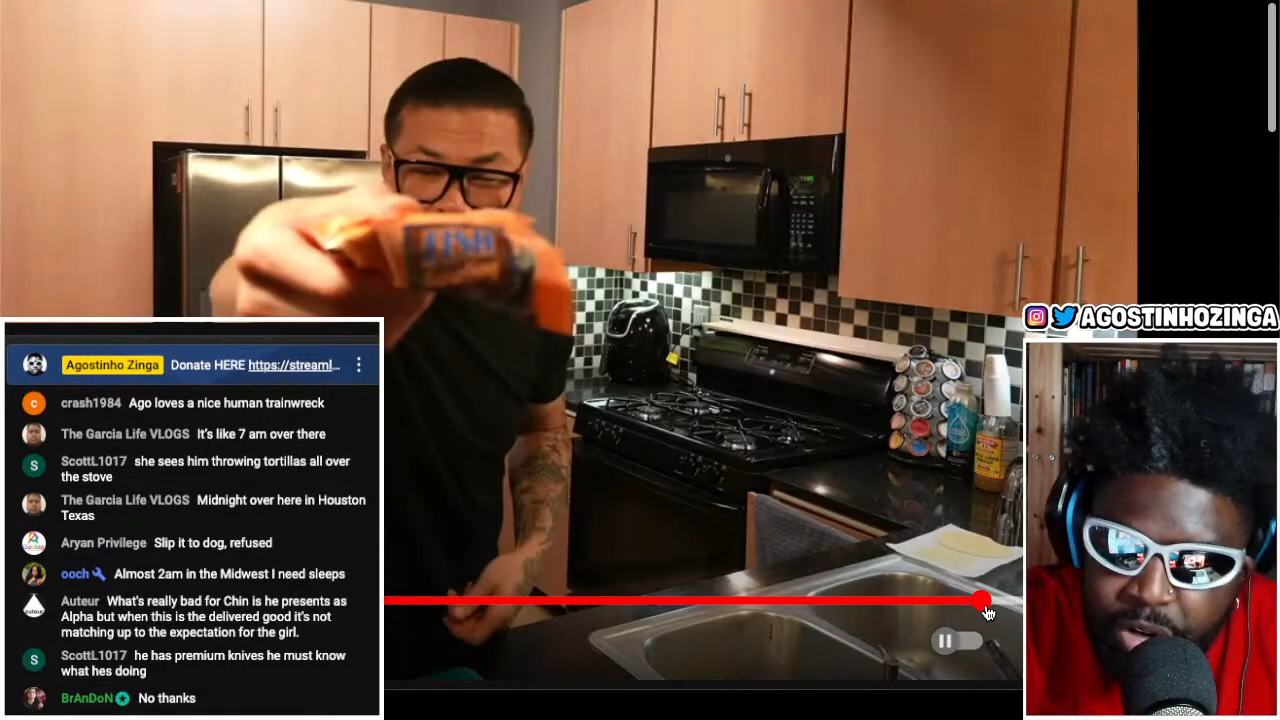 AGOSTINHOZINGA
Agostinho Zinga Donate HERE https://streaml...
crash1984 Ago loves a nice human trainwreck
The Garcia Life VLOGS It's like 7 am over there
ScottL1017 she sees him throwing tortillas all over
the stove
The Garcia Life VLOGS Midnight over here in Houston
Texas
Aryan Privilege Slip it to dog, refused
ooch Almost 2am in the Midwest I need sleeps
Auteur What's really bad for Chin is he presents as
Alpha but when this is the delivered good it's not
matching up to the expectation for the girl.
ScottL1017 he has premium knives he must know
what hes doing
BrAnDoN No thanks